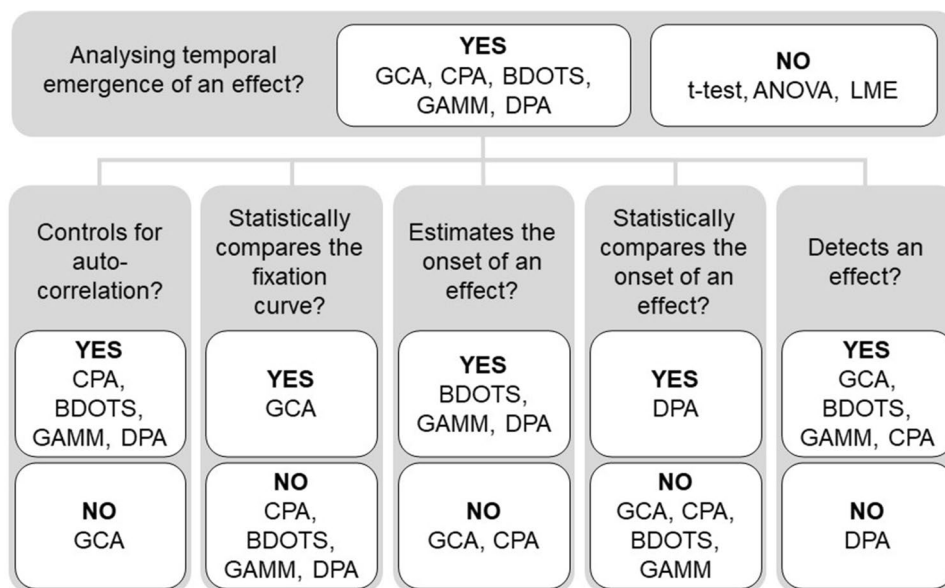 Analysing temporal
emergence of an effect?
YES
GCA, CPA, BDOTS,
GAMM, DPA
NO
t-test, ANOVA, LME
Controls for
auto-
correlation?
YES
CPA,
BDOTS,
GAMM, DPA
NO
GCA
Statistically
compares the
fixation
curve?
YES
GCA
NO
CPA,
BDOTS,
GAMM, DPA
Estimates the
onset of an
effect?
YES
BDOTS,
GAMM, DPA
NO
GCA, CPA
Statistically
compares the
onset of an
effect?
YES
DPA
NO
GCA, CPA,
BDOTS,
GAMM
Detects an
effect?
YES
GCA,
BDOTS,
GAMM, CPA
NO
DPA